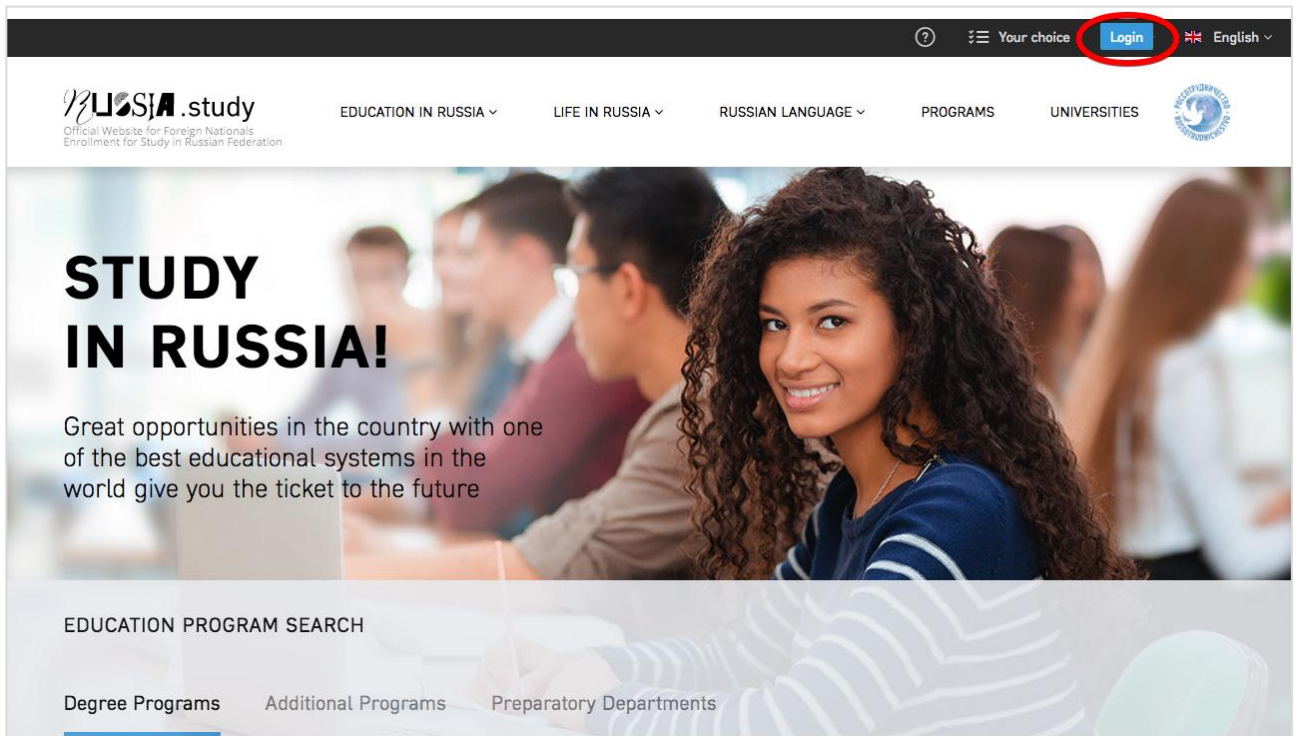 Your choice
Login
English
RUSSIA.study
Official Website for Foreign Nationals
Enrollment for Study in Russian Federation
EDUCATION IN RUSSIA
LIFE IN RUSSIA
RUSSIAN LANGUAGE
PROGRAMS
UNIVERSITIES
РОССОТРУДНИЧЕСТВО
ROSSOTRUDNICHESTVO
STUDY
IN RUSSIA!
Great opportunities in the country with one
of the best educational systems in the
world give you the ticket to the future
EDUCATION PROGRAM SEARCH
Degree Programs
Additional Programs
Preparatory Departments